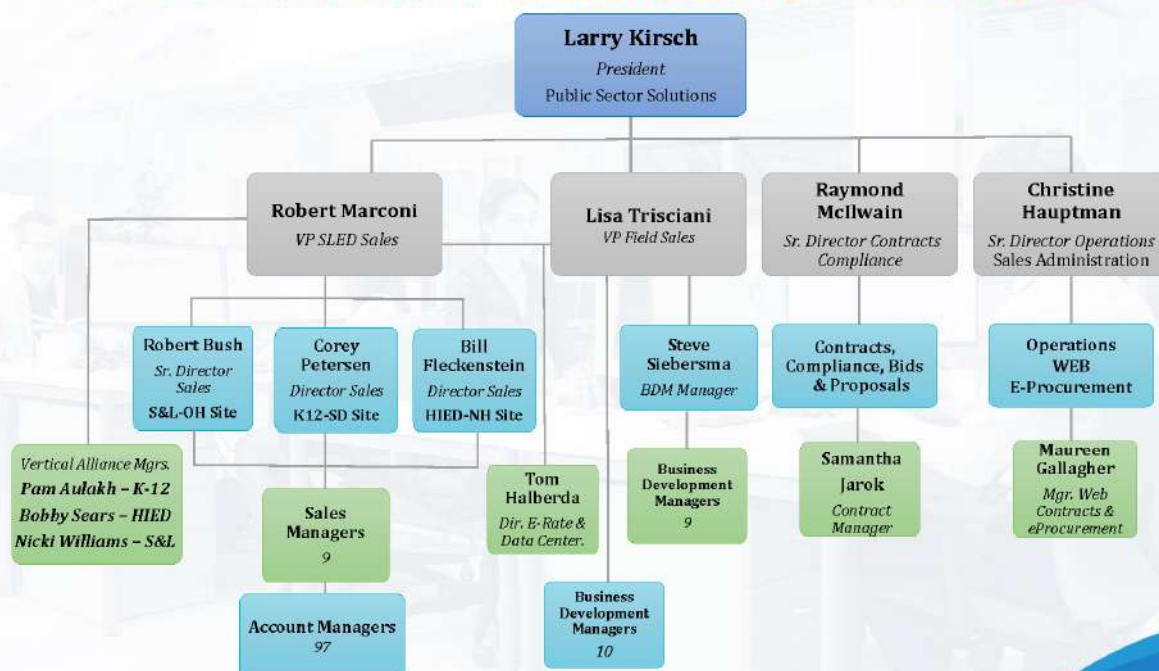 Larry Kirsch
President
Public Sector Solutions
Robert Marconi
VP SLED Sales
Lisa Trisciani
VP Field Sales
Raymond
McIlwain
Sr. Director Contracts
Compliance
Christine
Hauptman
Sr. Director Operations
Sales Administration
Robert Bush
Sr. Director
Sales
S&L-OH Site
Corey
Petersen
Director Sales
K12-SD Site
Bill
Fleckenstein
Director Sales
HIED-NH Site
Steve
Siebersma
BDM Manager
Contracts,
Compliance, Bids
& Proposals
Operations
WEB
E-Procurement
Vertical Alliance Mgrs.
Pam Aulakh – K-12
Bobby Sears – HIED
Nicki Williams – S&L
Sales
Managers
9
Tom
Halberda
Dir. E-Rate &
Data Center.
Business
Development
Managers
9
Samantha
Jarok
Contract
Manager
Maureen
Gallagher
Mgr. Web
Contracts &
eProcurement
Account Managers
97
Business
Development
Managers
10